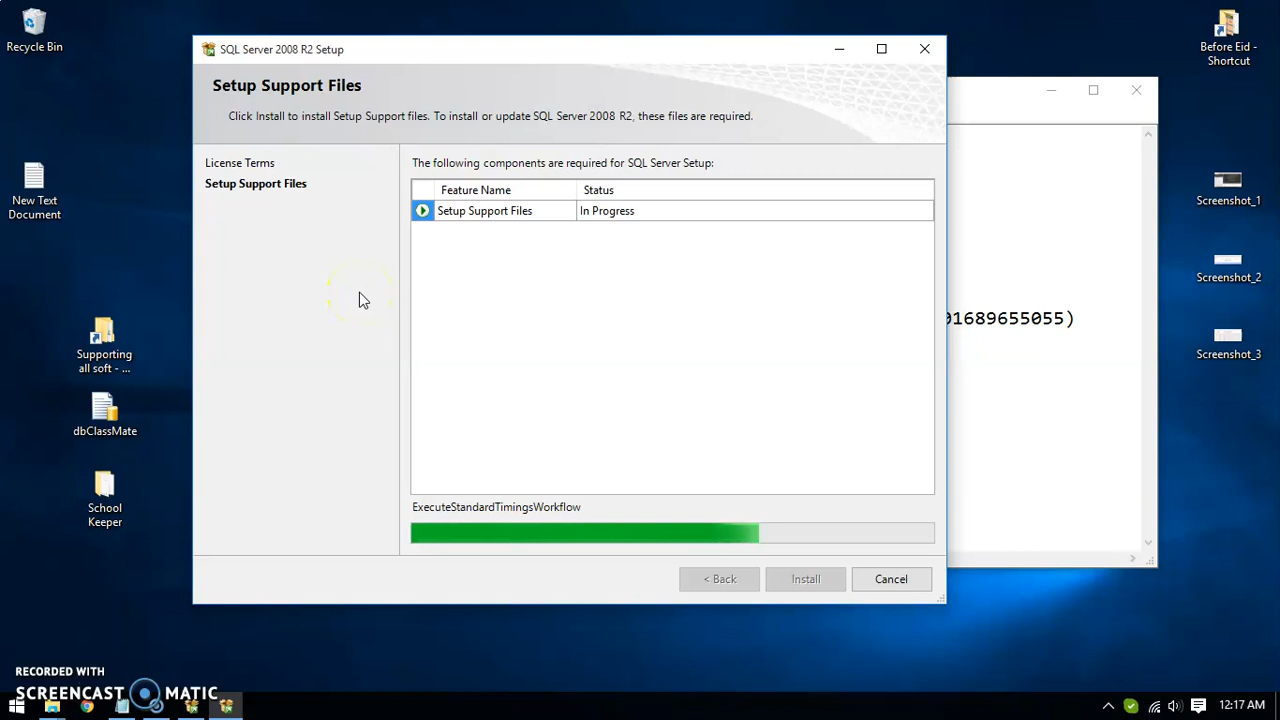 Recycle Bin
New Text
Document
Supporting
all soft - ...
dbClassMate
School
Keeper
SQL Server 2008 R2 Setup
Setup Support Files
Click Install to install Setup Support files. To install or update SQL Server 2008 R2, these files are required.
License Terms
Setup Support Files
The following components are required for SQL Server Setup:
Feature Name Status
Setup Support Files In Progress
ExecuteStandardTimingsWorkflow
< Back Install Cancel
01689655055)
Before Eid -
Shortcut
Screenshot_1
Screenshot_2
Screenshot_3
RECORDED WITH
SCREENCAST MATIC
12:17 AM